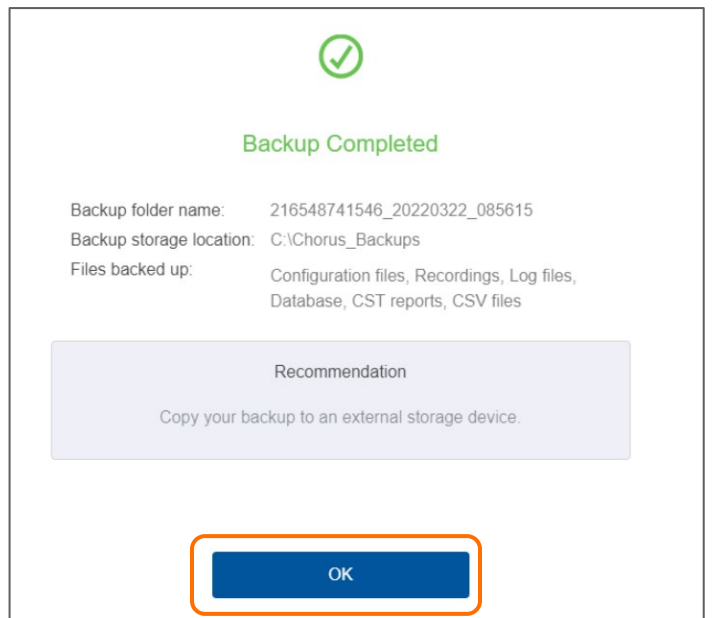 Backup Completed
Backup folder name: 216548741546_20220322_085615
Backup storage location: C:\Chorus_Backups
Files backed up: Configuration files, Recordings, Log files,
Database, CST reports, CSV files
Recommendation
Copy your backup to an external storage device.
OK